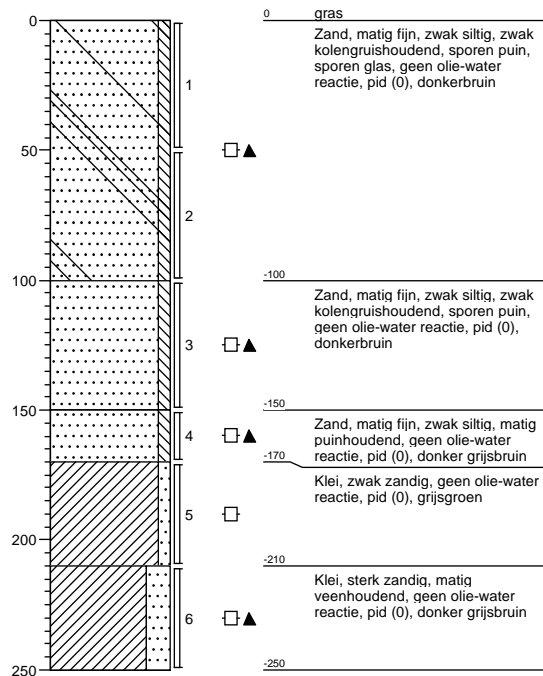 0
50
100
150
200
250
1
2
3
4
5
6
0
gras
Zand, matig fijn, zwak siltig, zwak
kolengruishoudend, sporen puin,
sporen glas, geen olie-water
reactie, pid (0), donkerbruin
-100
Zand, matig fijn, zwak siltig, zwak
kolengruishoudend, sporen puin,
geen olie-water reactie, pid (0),
donkerbruin
-150
Zand, matig fijn, zwak siltig, matig
puinhoudend, geen olie-water
reactie, pid (0), donker grijsbruin
-170
Klei, zwak zandig, geen olie-water
reactie, pid (0), grijsgroen
-210
Klei, sterk zandig, matig
veenhoudend, geen olie-water
reactie, pid (0), donker grijsbruin
-250